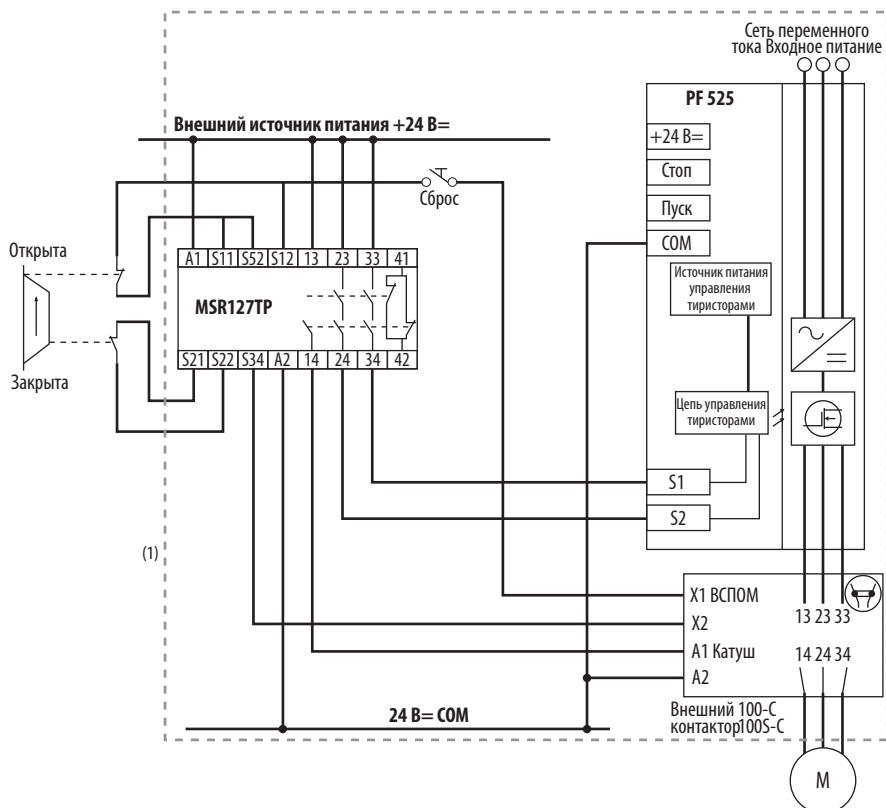 Сеть переменного
тока Входное питание
PF 525
Внешний источник питания +24 В=
+24 В=
Стоп
Сброс
Пуск
COM
Открыта
A1 S11 S52 S12 13 23 33 41
Источник питания
управления
тиристорами
MSR127TP
S21 S22 S34 A2 14 24 34 42
Закрыта
Цепь управления
тиристорами
S1
S2
(1)
X1 ВСПОМ
13 23 33
X2
A1 Катуш
14 24 34
A2
24 В= COM
Внешний 100-C
контактор100S-C
M